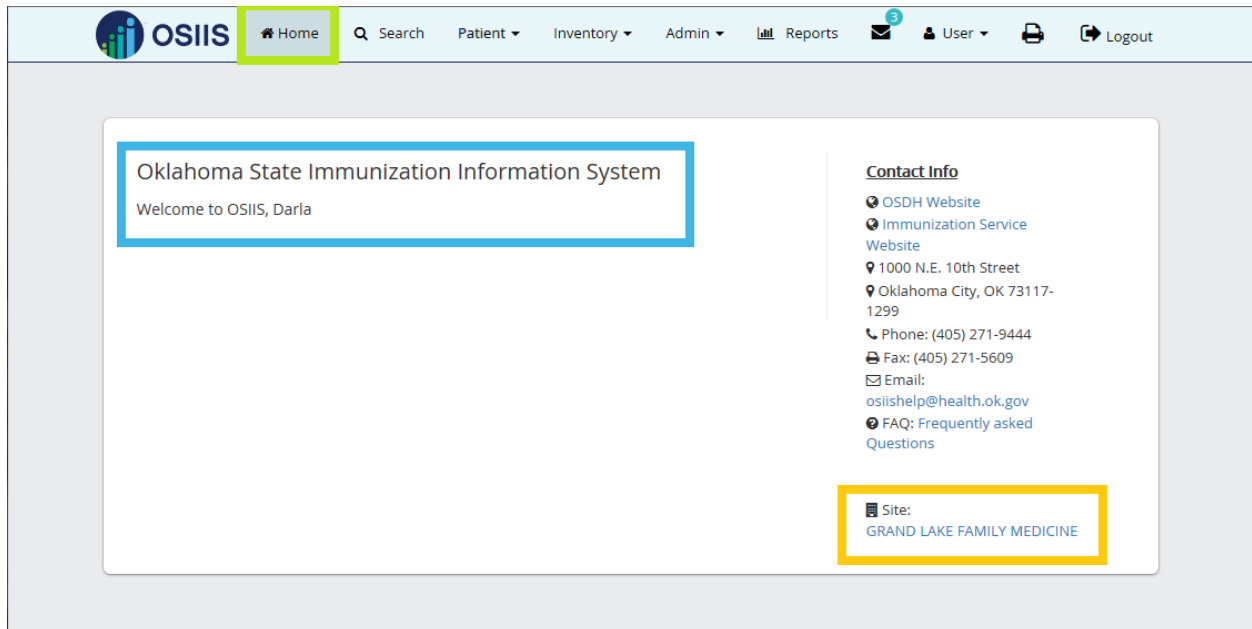 OSIIS Home Search Patient Inventory Admin Reports 3 User Logout
Oklahoma State Immunization Information System
Welcome to OSIIS, Darla
Contact Info
OSDH Website
Immunization Service
Website
1000 N.E. 10th Street
Oklahoma City, OK 73117-
1299
Phone: (405) 271-9444
Fax: (405) 271-5609
Email:
osiishelp@health.ok.gov
FAQ: Frequently asked
Questions
Site:
GRAND LAKE FAMILY MEDICINE